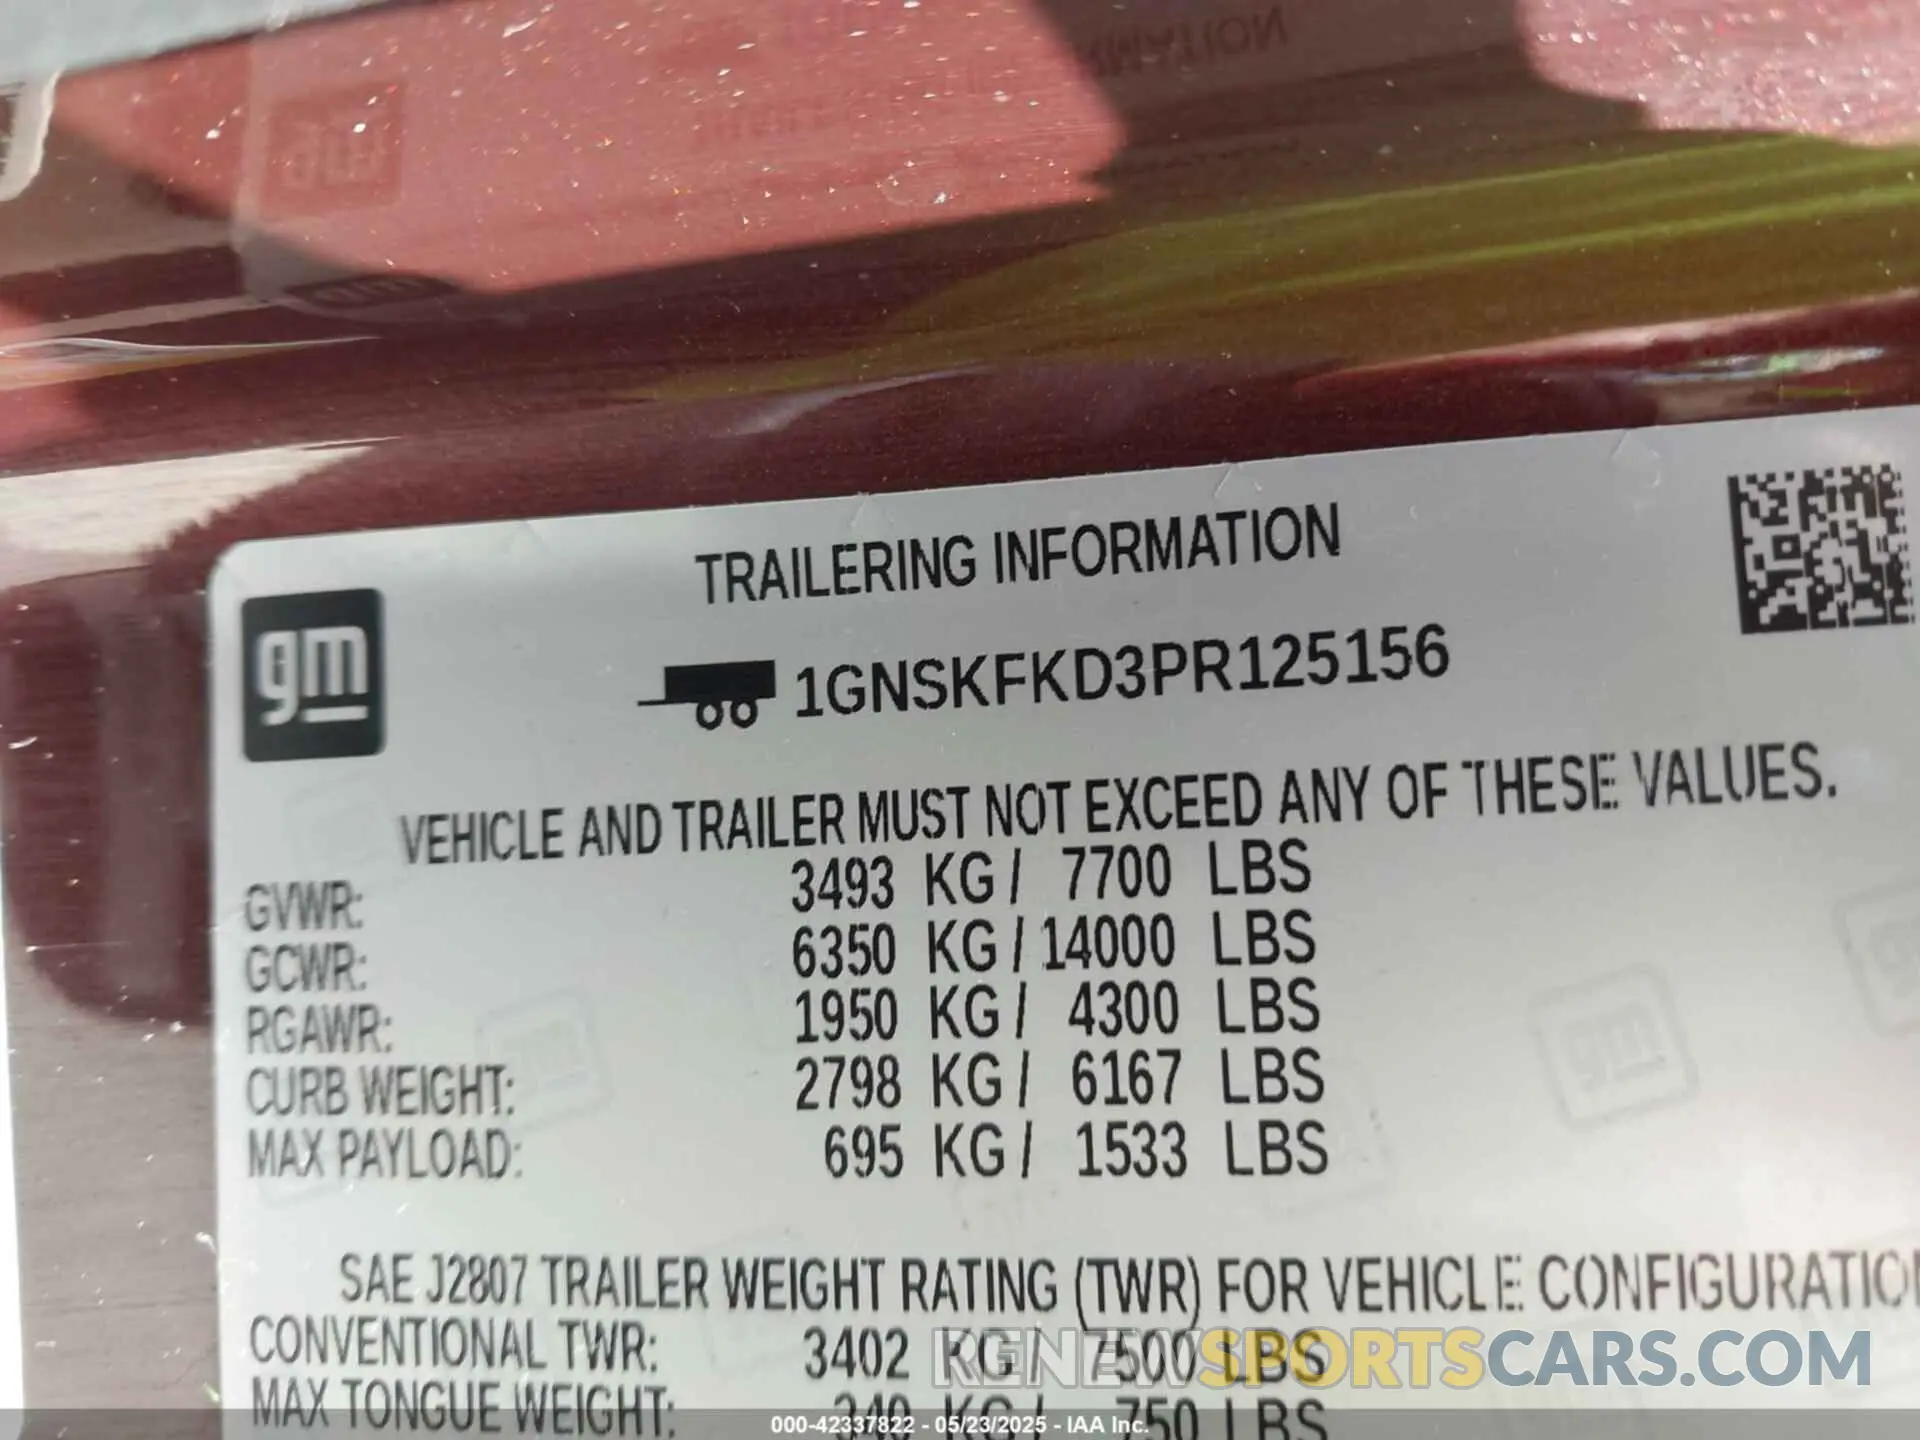 TRAILERING INFORMATION
gm
1GNSKFKD3PR125156
VEHICLE AND TRAILER MUST NOT EXCEED ANY OF THESE VALUES.
GVWR: 3493 KG / 7700 LBS
GCWR: 6350 KG / 14000 LBS
RGAWR: 1950 KG / 4300 LBS
CURB WEIGHT: 2798 KG / 6167 LBS
MAX PAYLOAD: 695 KG / 1533 LBS
SAE J2807 TRAILER WEIGHT RATING (TWR) FOR VEHICLE
CONVENTIONAL TWR: 3402 KG / 7500 LBS
RENEWSPORTSCARS.COM
MAX TONGUE WEIGHT: 340 KG / 750 LBS
000-42337822 - 05/23/2025 - IAA Inc.